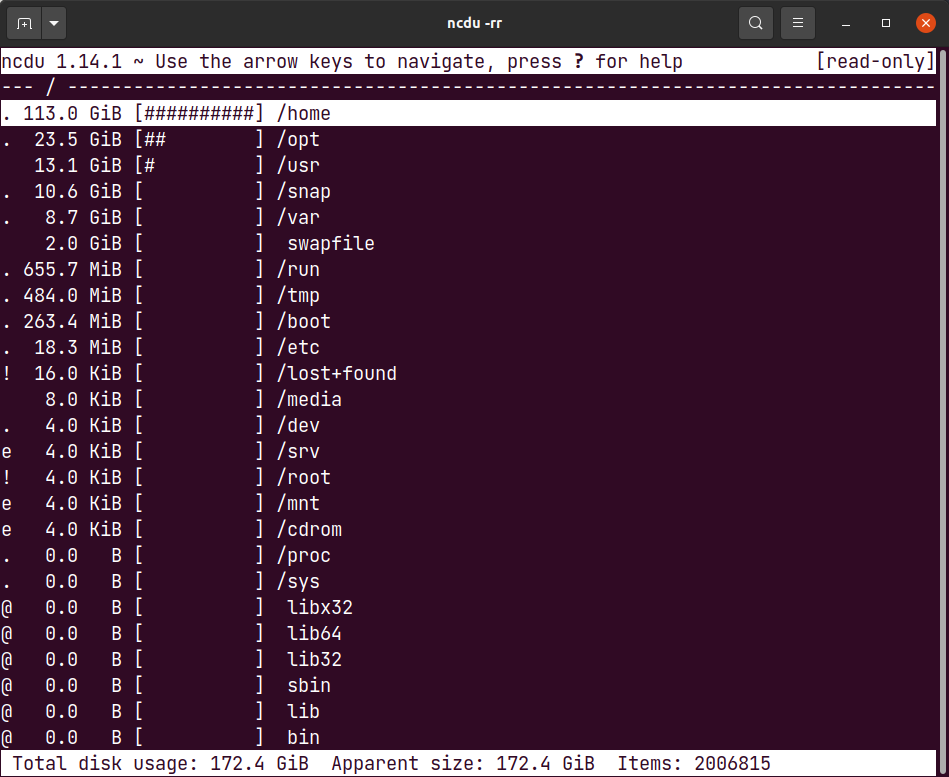 ncdu -rr
ncdu 1.14.1 ~ Use the arrow keys to navigate, press ? for help [read-only]
--- / -------------------------------------------------------------------------------
. 113.0 GiB [##########] /home
.  23.5 GiB [##        ] /opt
   13.1 GiB [#         ] /usr
.  10.6 GiB [          ] /snap
.   8.7 GiB [          ] /var
    2.0 GiB [          ]  swapfile
. 655.7 MiB [          ] /run
. 484.0 MiB [          ] /tmp
. 263.4 MiB [          ] /boot
.  18.3 MiB [          ] /etc
!  16.0 KiB [          ] /lost+found
    8.0 KiB [          ] /media
.   4.0 KiB [          ] /dev
e   4.0 KiB [          ] /srv
!   4.0 KiB [          ] /root
e   4.0 KiB [          ] /mnt
e   4.0 KiB [          ] /cdrom
.   0.0   B [          ] /proc
.   0.0   B [          ] /sys
@   0.0   B [          ]  libx32
@   0.0   B [          ]  lib64
@   0.0   B [          ]  lib32
@   0.0   B [          ]  sbin
@   0.0   B [          ]  lib
@   0.0   B [          ]  bin
Total disk usage: 172.4 GiB  Apparent size: 172.4 GiB  Items: 2006815